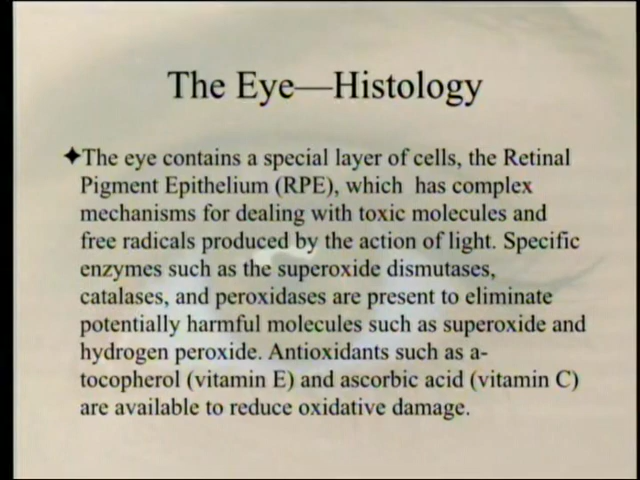 The Eye—Histology
✦The eye contains a special layer of cells, the Retinal
Pigment Epithelium (RPE), which  has complex
mechanisms for dealing with toxic molecules and
free radicals produced by the action of light. Specific
enzymes such as the superoxide dismutases,
catalases, and peroxidases are present to eliminate
potentially harmful molecules such as superoxide and
hydrogen peroxide. Antioxidants such as a-
tocopherol (vitamin E) and ascorbic acid (vitamin C)
are available to reduce oxidative damage.